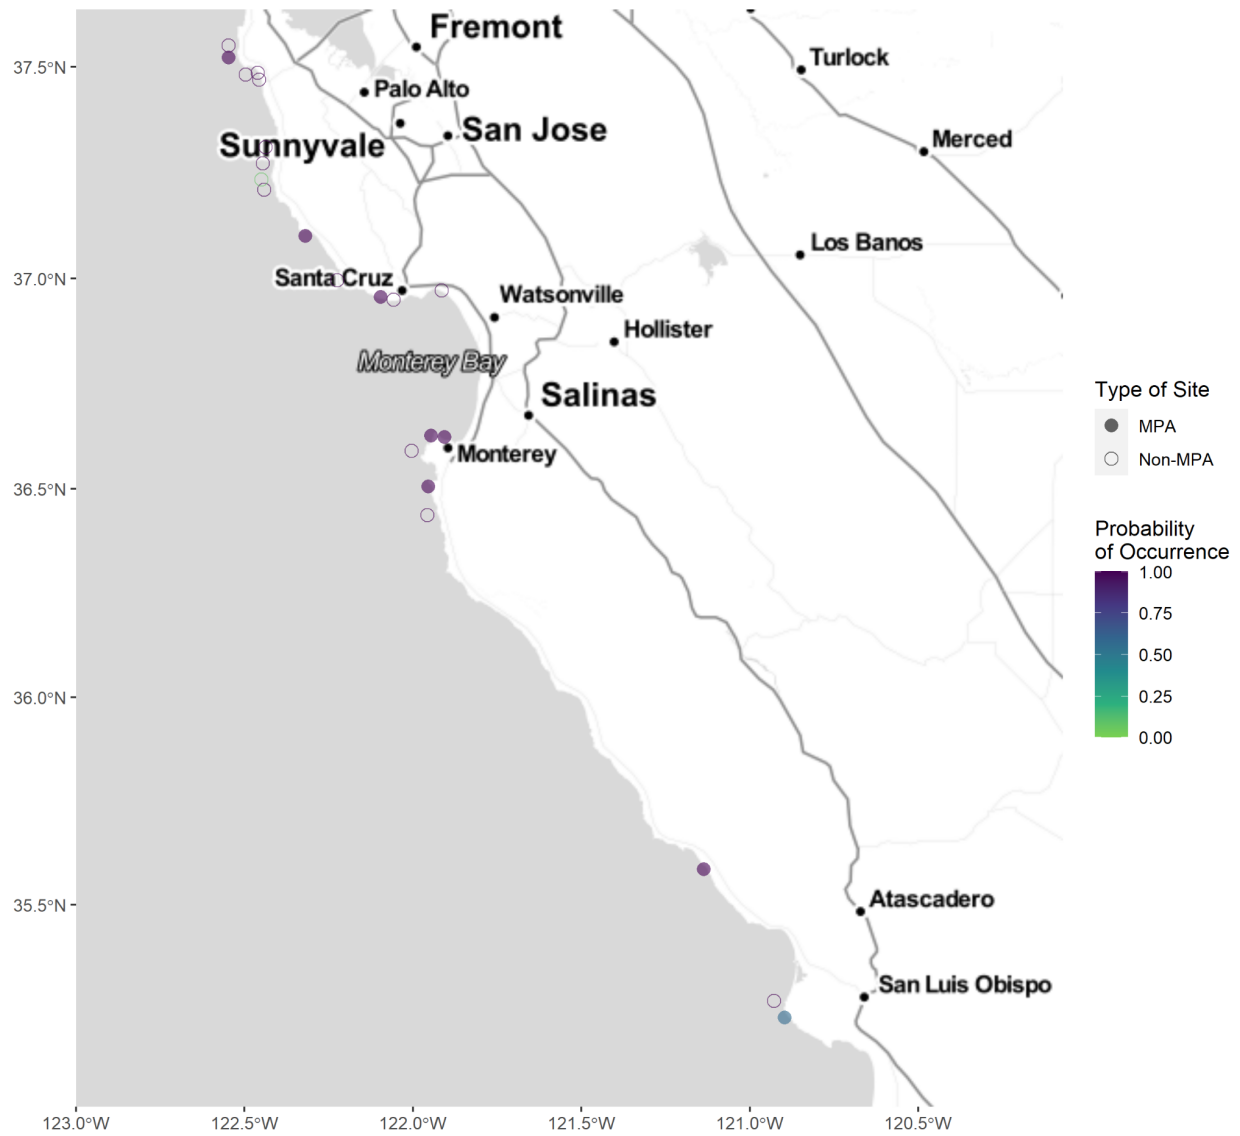 Fremont
Turlock
37.5°N
Palo Alto
San Jose
Sunnyvale
Merced
Los Banos
37.0°N
Santa Cruz
Watsonville
Hollister
Monterey Bay
Salinas
Type of Site
MPA
Non-MPA
Monterey
36.5°N
Probability
of Occurrence
1.00
0.75
0.50
0.25
0.00
36.0°N
35.5°N
Atascadero
San Luis Obispo
123.0°W
122.5°W
122.0°W
121.5°W
121.0°W
120.5°W